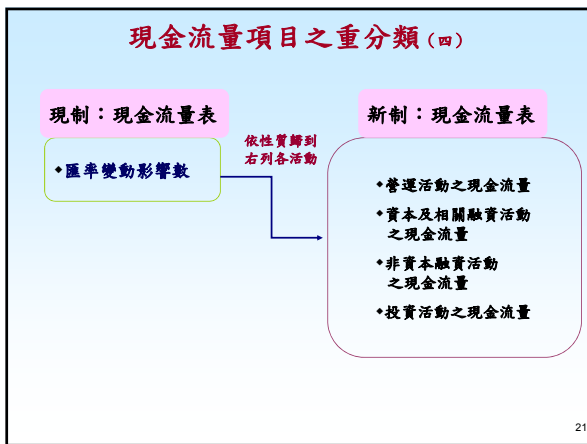 現金流量項目之重分類(四)
現制：現金流量表
◆匯率變動影響數
依性質歸到
右列各活動
新制：現金流量表
◆營運活動之現金流量
◆資本及相關融資活動
之現金流量
◆非資本融資活動
之現金流量
◆投資活動之現金流量
21